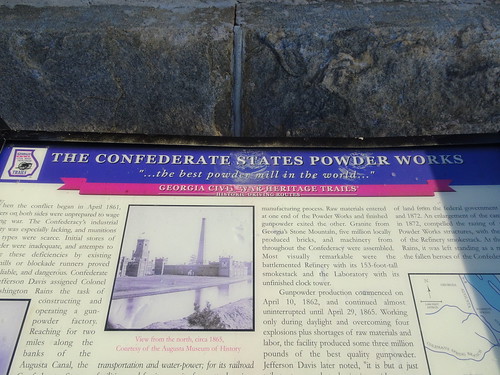 THE CONFEDERATE STATES POWDER WORKS
"...the best powder mill in the world..."
GEORGIA CIVIL WAR HERITAGE TRAILS
HISTORIC DRIVING ROUTES
TRAILS
When the conflict began in April 1861,
on both sides were unprepared to wage
war. The Confederacy's industrial
was especially lacking, and munitions
types were scarce. Initial stores of
were inadequate, and attempts to
these deficiencies by existing
mills or blockade runners proved
and dangerous. Confederate
Jefferson Davis assigned Colonel
Rains the task of
constructing and
operating a gun-
powder factory.
Reaching for two
miles along the
banks of the
Augusta Canal, the
View from the north, circa 1865,
Courtesy of the Augusta Museum of History
transportation and water-power; for its railroad
manufacturing process. Raw materials entered
at one end of the Powder Works and finished
gunpowder exited the other. Granite from
Georgia's Stone Mountain, five million locally
produced bricks, and machinery from
throughout the Confederacy were assembled.
Most visually remarkable were the
battlemented Refinery with its 153-foot-tall
smokestack and the Laboratory with its
unfinished clock tower.
Gunpowder production commenced on
April 10, 1862, and continued almost
uninterrupted until April 29, 1865. Working
only during daylight and overcoming four
explosions plus shortages of raw materials and
labor, the facility produced some three million
pounds of the best quality gunpowder.
Jefferson Davis later noted, "it is but a just
of land from the federal government
and 1872. An enlargement of the
in 1872, compelled the razing of
Powder Works structures, with the
of the Refinery smokestack. At the
Rains, it was left standing as a
the fallen heroes of the Confederacy